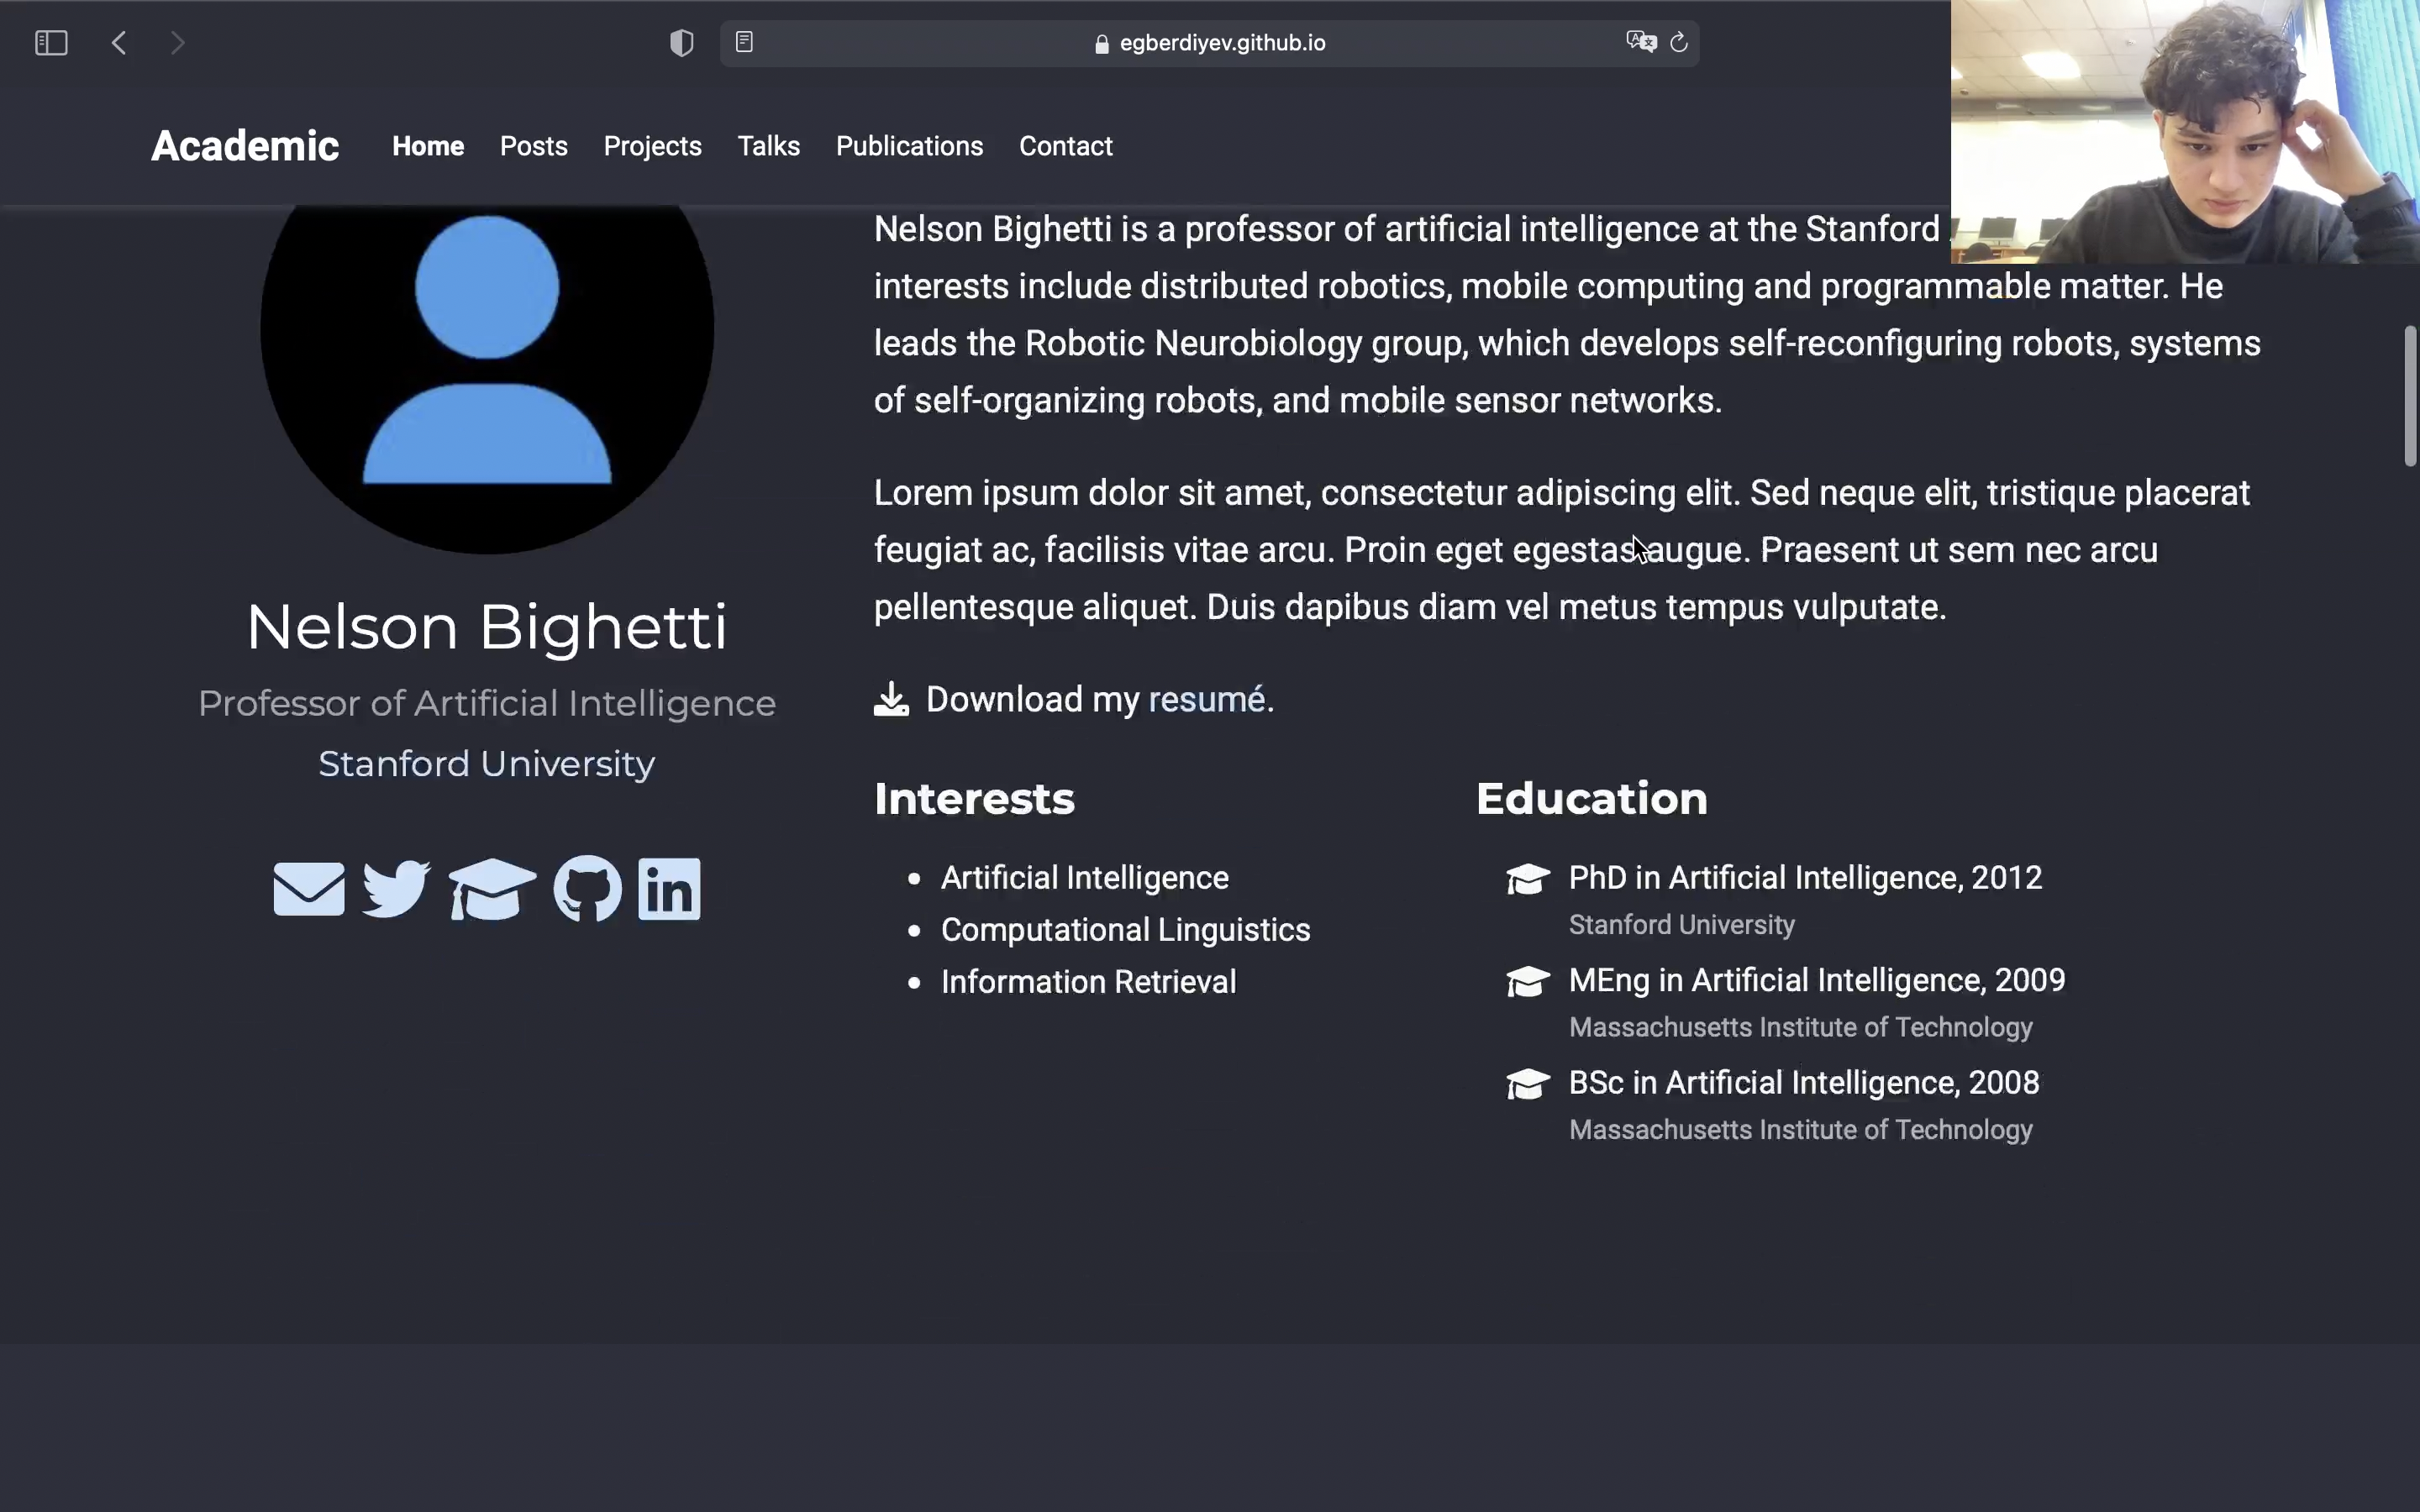 egberdiyev.github.io
Academic Home Posts Projects Talks Publications Contact
Nelson Bighetti is a professor of artificial intelligence at the Stanford
interests include distributed robotics, mobile computing and programmable matter. He
leads the Robotic Neurobiology group, which develops self-reconfiguring robots, systems
of self-organizing robots, and mobile sensor networks.
Lorem ipsum dolor sit amet, consectetur adipiscing elit. Sed neque elit, tristique placerat
feugiat ac, facilisis vitae arcu. Proin eget egestas augue. Praesent ut sem nec arcu
pellentesque aliquet. Duis dapibus diam vel metus tempus vulputate.
Download my resumé.
Nelson Bighetti
Professor of Artificial Intelligence
Stanford University
Interests
Artificial Intelligence
Computational Linguistics
Information Retrieval
Education
PhD in Artificial Intelligence, 2012
Stanford University
MEng in Artificial Intelligence, 2009
Massachusetts Institute of Technology
BSc in Artificial Intelligence, 2008
Massachusetts Institute of Technology